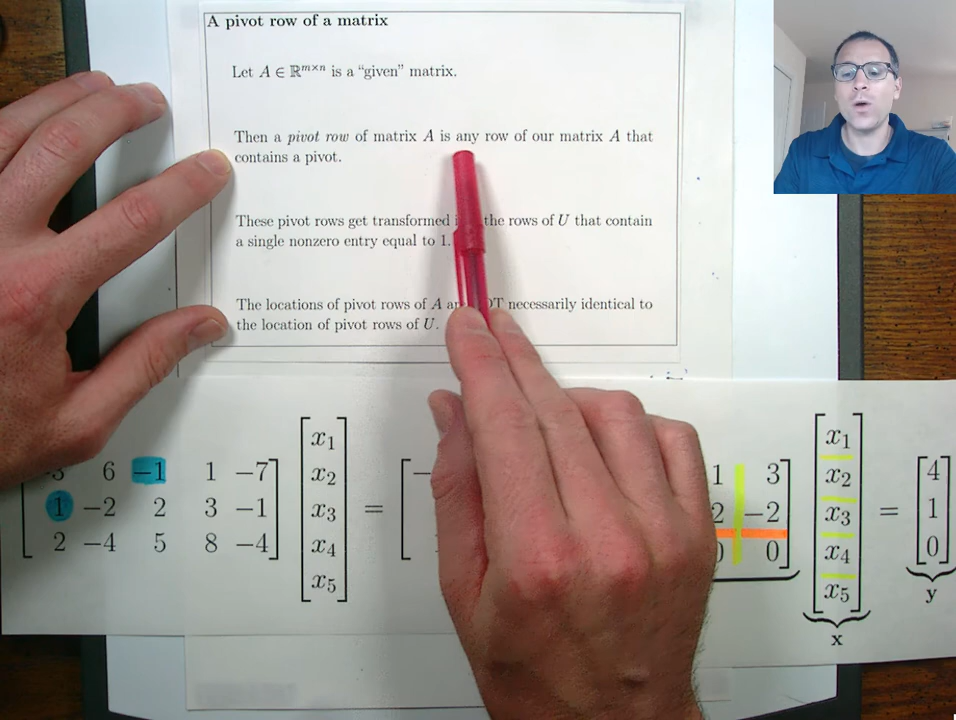 A pivot row of a matrix
Let A ∈ ℝ^{m×n} is a “given” matrix.
Then a pivot row of matrix A is any row of our matrix A that
contains a pivot.
These pivot rows get transformed the rows of U that contain
a single nonzero entry equal to 1.
The locations of pivot rows of A necessarily identical to
the location of pivot rows of U.
6 −1 1 −7
1 −2 2 3 −1
2 −4 5 8 −4
x1
x2
x3
x4
x5
=
1 3
2 −2
0
x1
x2
x3
x4
x5
x
=
4
1
0
y